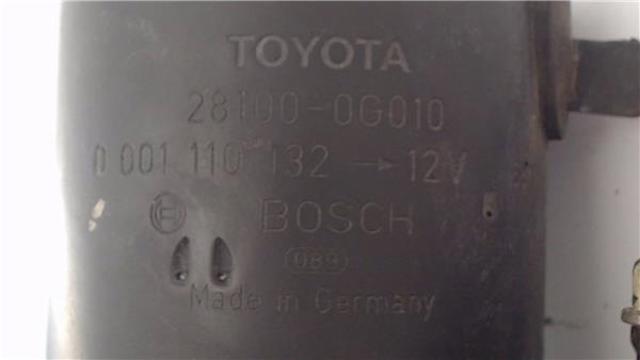 TOYOTA
28100-0G010
0 001 110 132 → 12V
BOSCH
089
Made in Germany